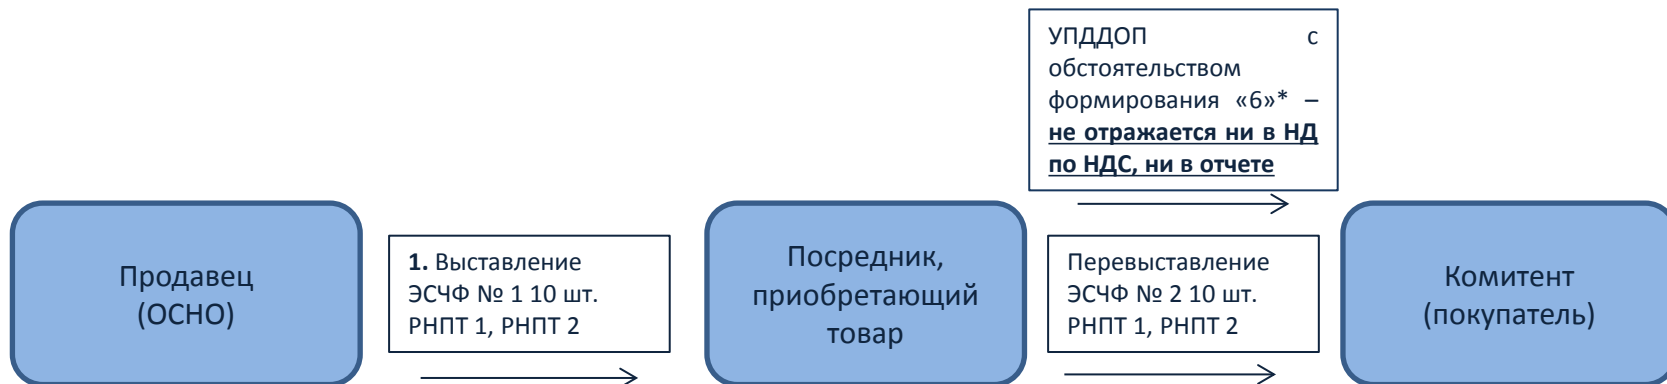 УПДДОП с
обстоятельством
формирования «6»* –
не отражается ни в НД
по НДС, ни в отчете
Продавец
(ОСНО)
1. Выставление
ЭСЧФ № 1 10 шт.
РНПТ 1, РНПТ 2
Посредник,
приобретающий
товар
Перевыставление
ЭСЧФ № 2 10 шт.
РНПТ 1, РНПТ 2
Комитент
(покупатель)